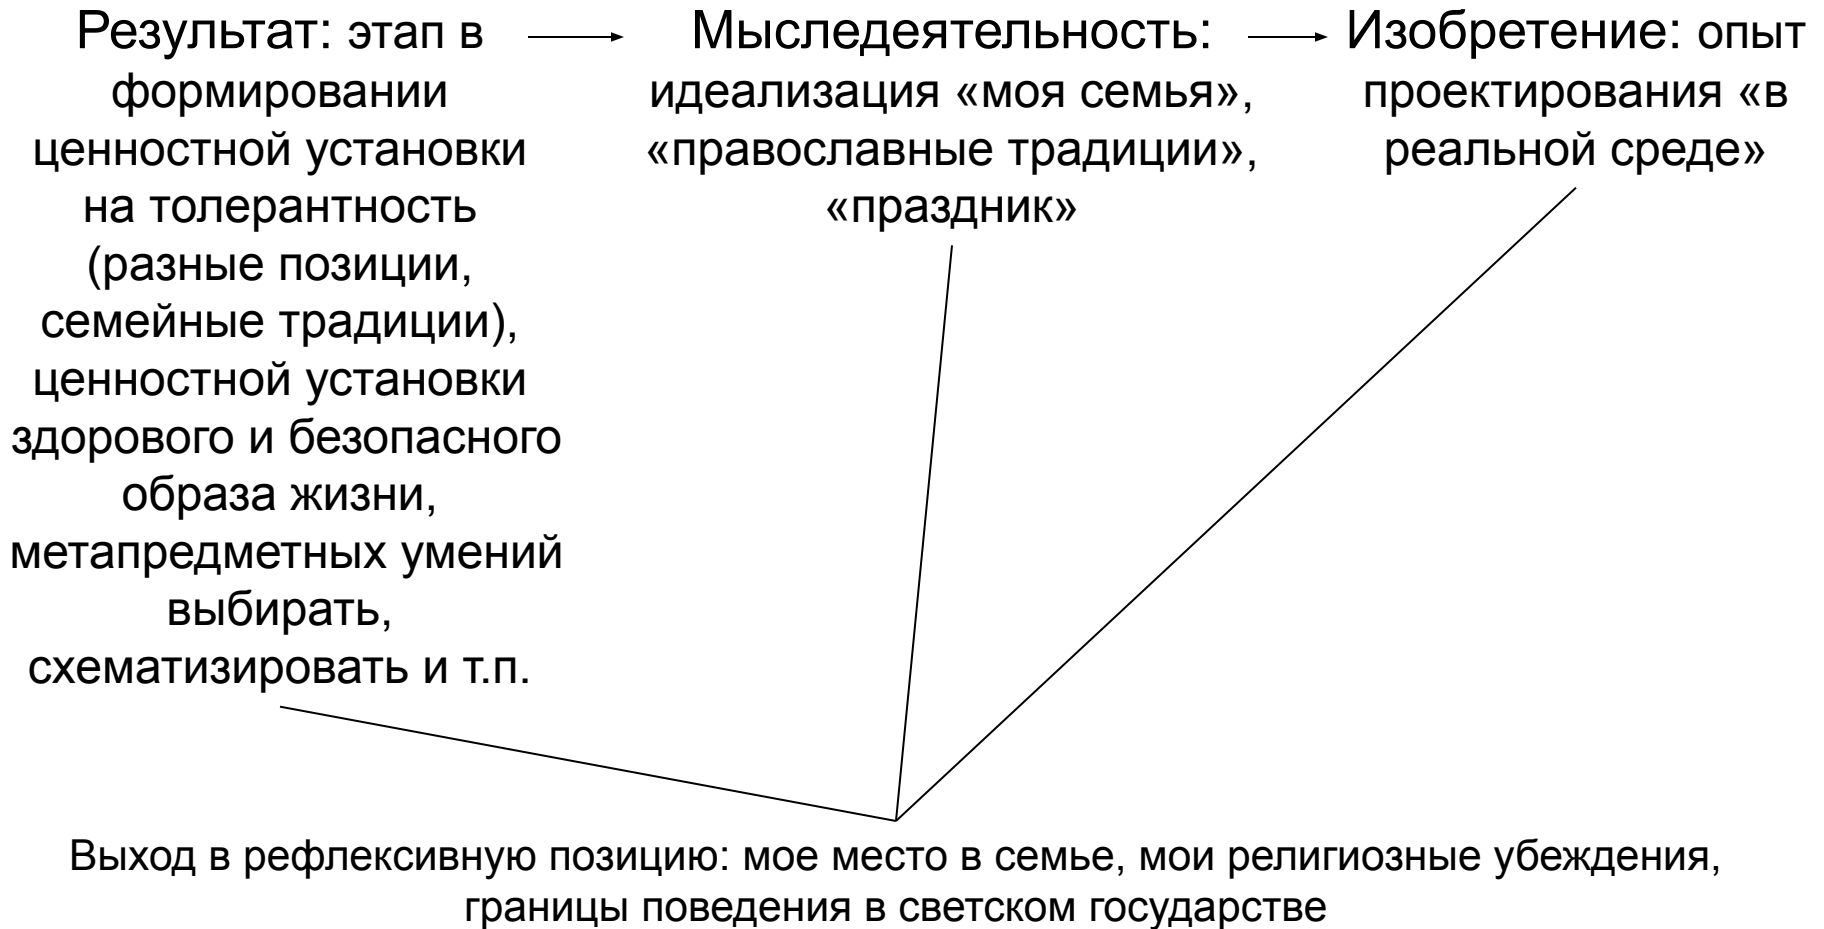 Результат: этап в
формировании
ценностной установки
на толерантность
(разные позиции,
семейные традиции),
ценностной установки
здорового и безопасного
образа жизни,
метапредметных умений
выбирать,
схематизировать и т.п.
Мыследеятельность:
идеализация «моя семья»,
«православные традиции»,
«праздник»
Изобретение: опыт
проектирования «в
реальной среде»
Выход в рефлексивную позицию: мое место в семье, мои религиозные убеждения,
границы поведения в светском государстве